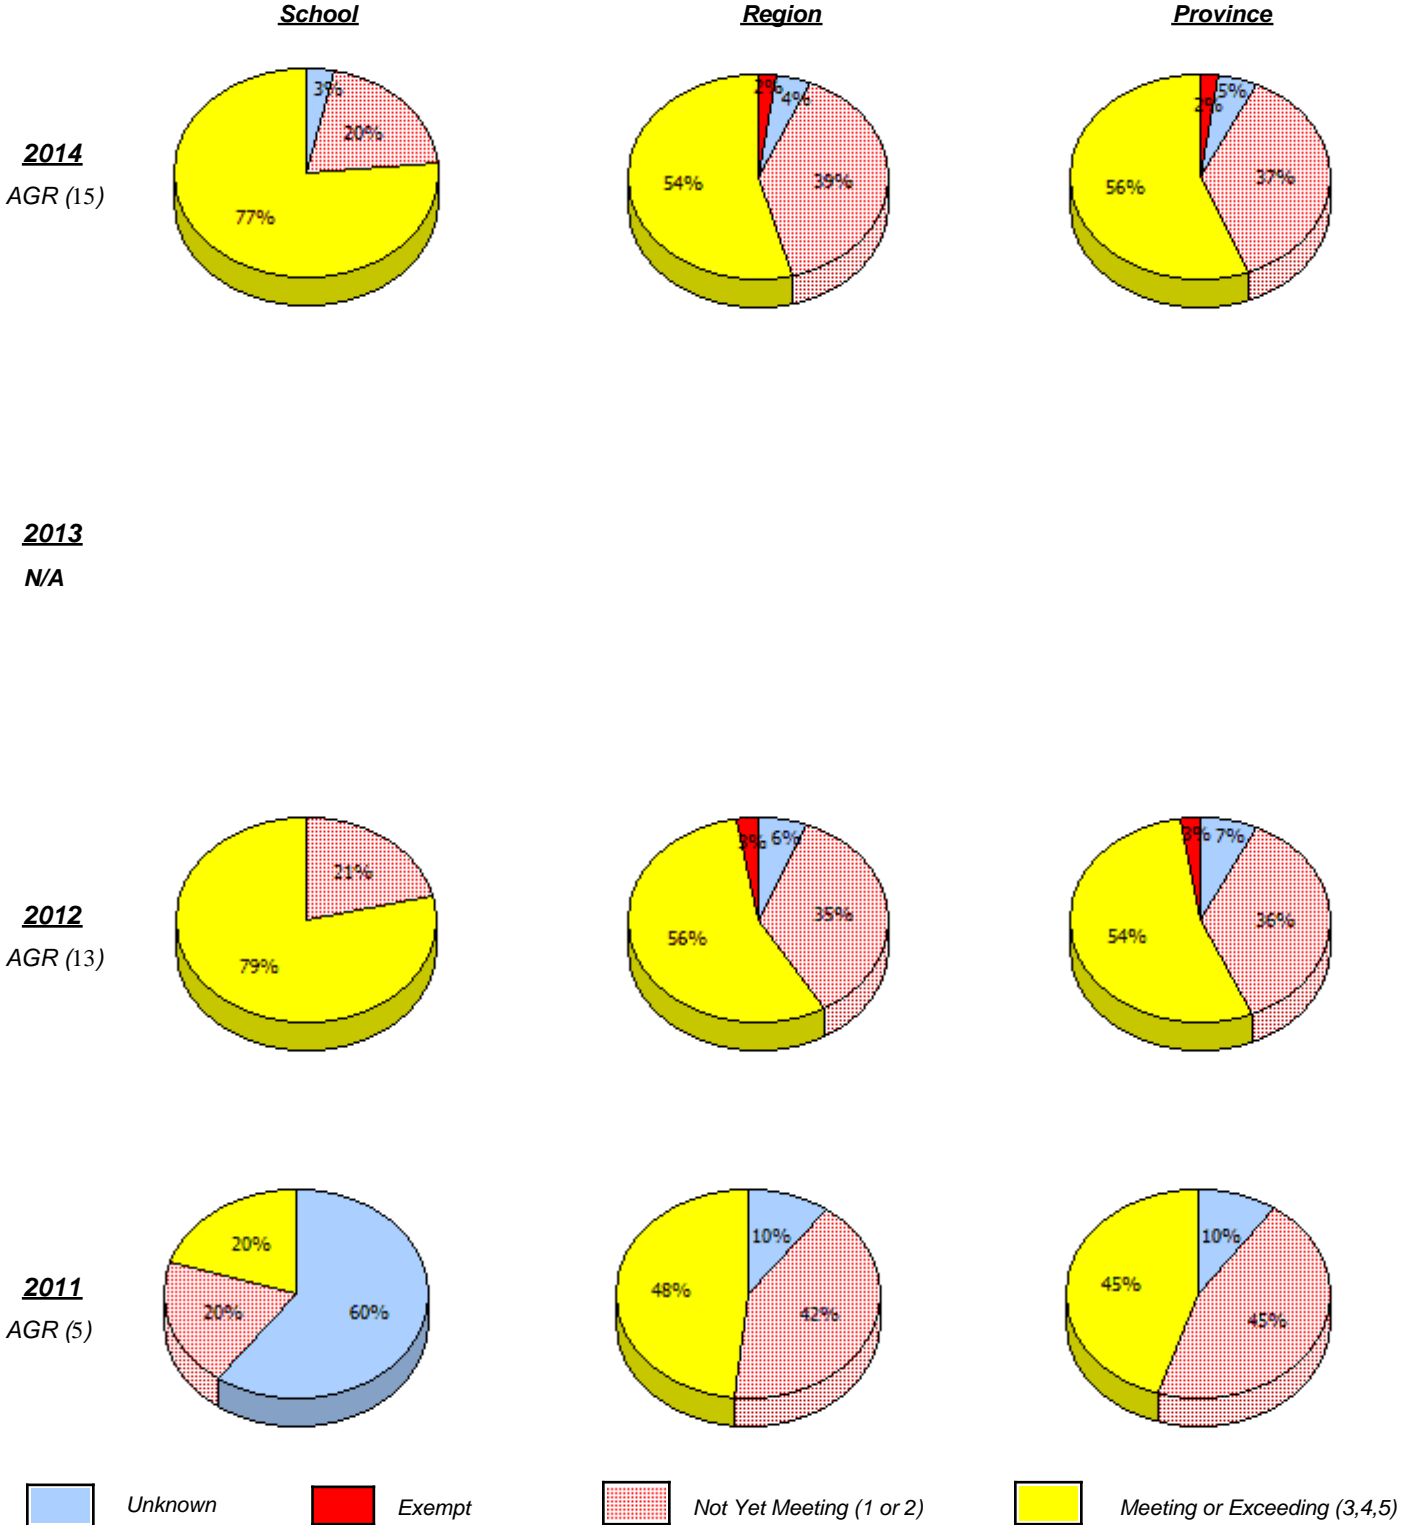 School Region Province
3% 20% 77%
2% 4% 39% 54%
2% 5% 37% 56%
2014
AGR (15)
2013
N/A
21% 79%
3% 6% 35% 56%
3% 7% 36% 54%
2012
AGR (13)
20% 20% 60%
10% 48% 42%
10% 45% 45%
2011
AGR (5)
Unknown Exempt Not Yet Meeting (1 or 2) Meeting or Exceeding (3,4,5)